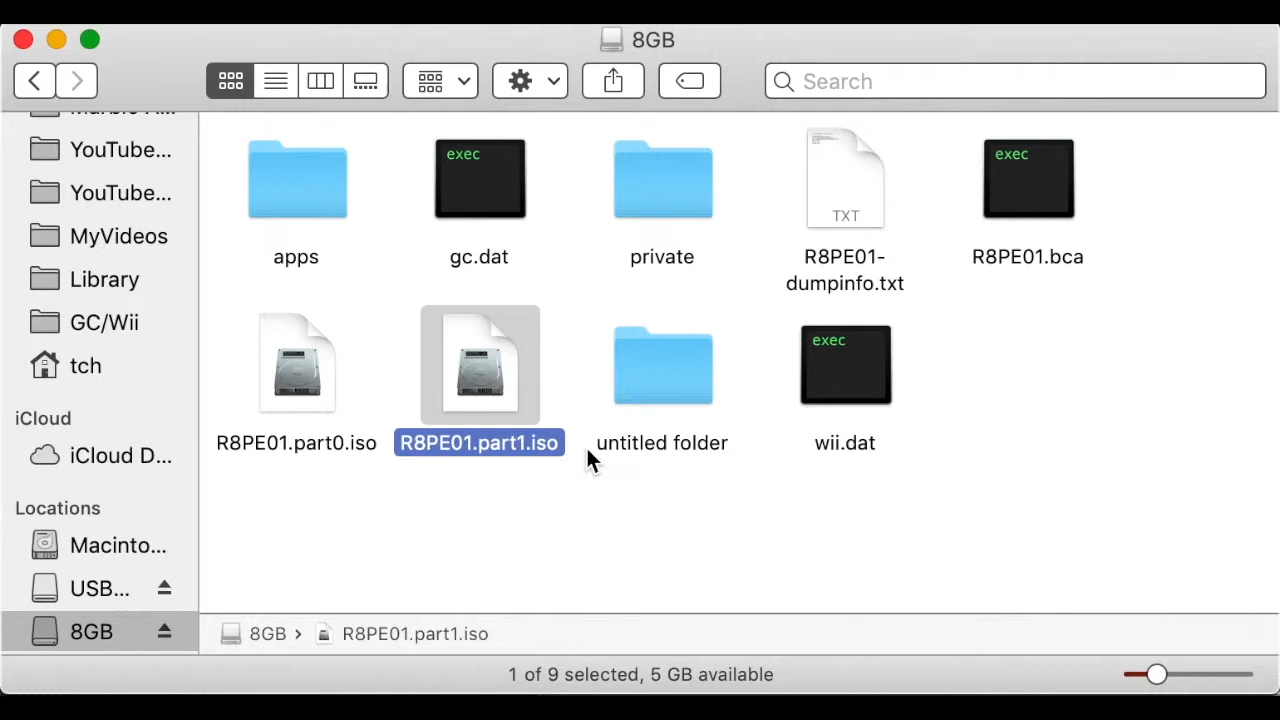 8GB
Search
YouTube...
YouTube...
MyVideos
Library
GC/Wii
tch
iCloud
iCloud D...
Locations
Macinto...
USB...
8GB
exec
TXT
exec
apps
gc.dat
private
R8PE01-
dumpinfo.txt
R8PE01.bca
exec
R8PE01.part0.iso
R8PE01.part1.iso
untitled folder
wii.dat
8GB › R8PE01.part1.iso
1 of 9 selected, 5 GB available